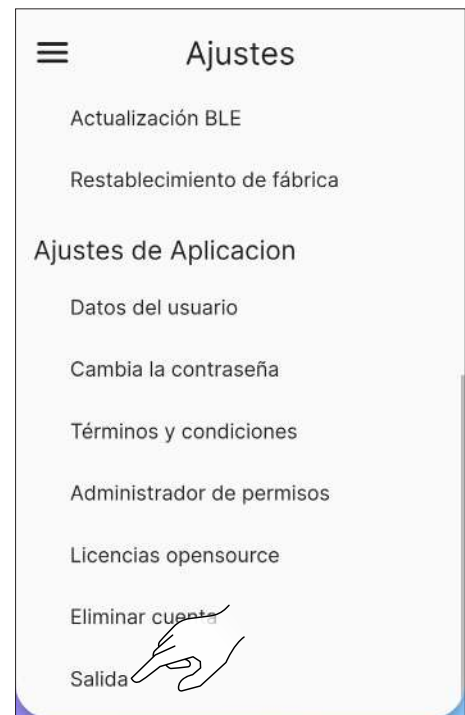 Ajustes
Actualización BLE
Restablecimiento de fábrica
Ajustes de Aplicacion
Datos del usuario
Cambia la contraseña
Términos y condiciones
Administrador de permisos
Licencias opensource
Eliminar cuenta
Salida